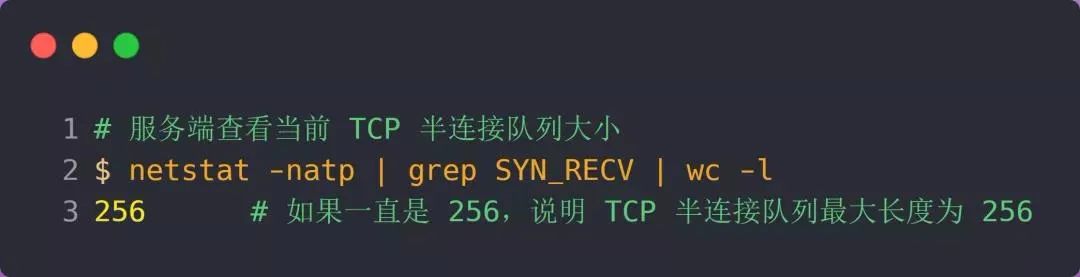 1 # 服务端查看当前 TCP 半连接队列大小
2 $ netstat -natp | grep SYN_RECV | wc -l
3 256 # 如果一直是 256，说明 TCP 半连接队列最大长度为 256